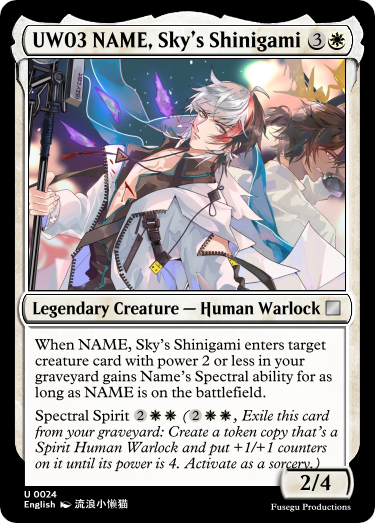 UW03 NAME, Sky's Shinigami 3
Legendary Creature — Human Warlock
When NAME, Sky's Shinigami enters target
creature card with power 2 or less in your
graveyard gains Name's Spectral ability for as
long as NAME is on the battlefield.
Spectral Spirit 2 (2, Exile this card
from your graveyard: Create a token copy that's a
Spirit Human Warlock and put +1/+1 counters
on it until its power is 4. Activate as a sorcery.)
2/4
U 0024
English 流浪小懒猫
Fusegu Productions